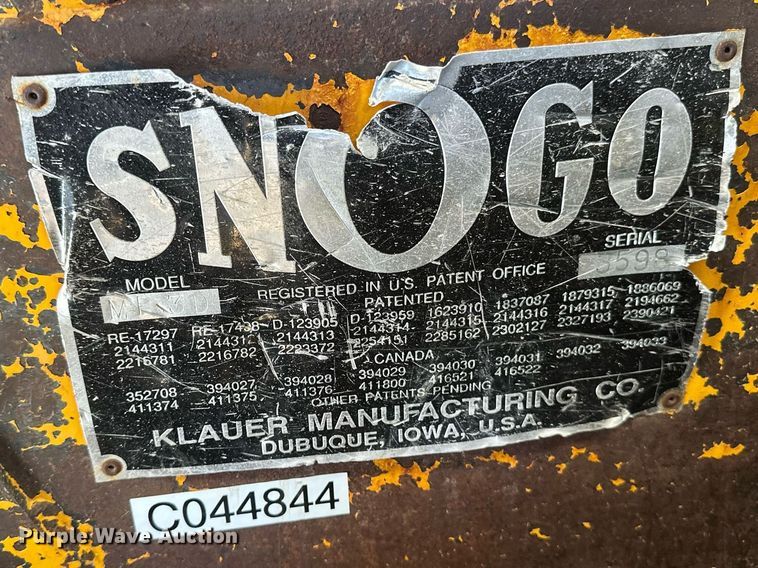 SNOGO
MODEL
REGISTERED IN U.S. PATENT OFFICE
SERIAL
PATENTED
RE-17297 RE-17438 D-123905 D-123959 1623910 1837087 1879315 1886069
2144311 2144312 2144313 2144314 2144315 2144316 2144317 2194662
2216781 2216782 2223372 2254151 2285162 2302127 2327193 2390421
CANADA
352708 394027 394028 394029 394030 394031 394032 394033
411374 411375 411376 411800 416521 416522
OTHER PATENTS PENDING
KLAUER MANUFACTURING CO.
DUBUQUE, IOWA, U.S.A.
C044844
Purple Wave Auction